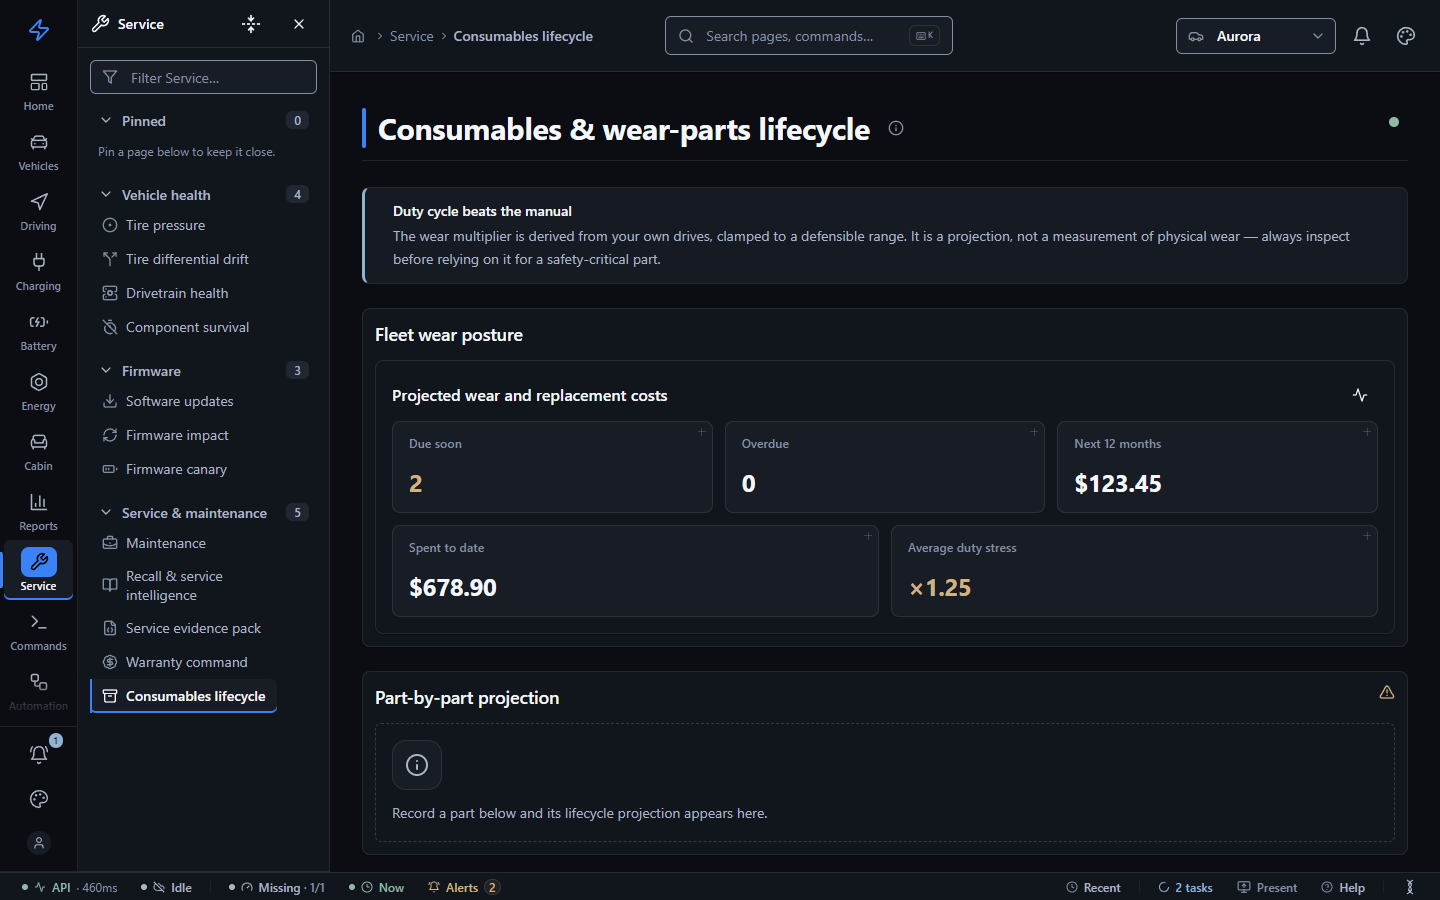 Service
Service
Consumables lifecycle
Search pages, commands...
K
Aurora
Home
Vehicles
Driving
Charging
Battery
Energy
Cabin
Reports
Service
Commands
Automation
1
Filter Service...
Pinned
0
Pin a page below to keep it close.
Vehicle health
4
Tire pressure
Tire differential drift
Drivetrain health
Component survival
Firmware
3
Software updates
Firmware impact
Firmware canary
Service & maintenance
5
Maintenance
Recall & service
intelligence
Service evidence pack
Warranty command
Consumables lifecycle
Consumables & wear-parts lifecycle
Duty cycle beats the manual
The wear multiplier is derived from your own drives, clamped to a defensible range. It is a projection, not a measurement of physical wear — always inspect
before relying on it for a safety-critical part.
Fleet wear posture
Projected wear and replacement costs
Due soon
2
Overdue
0
Next 12 months
$123.45
Spent to date
$678.90
Average duty stress
×1.25
Part-by-part projection
Record a part below and its lifecycle projection appears here.
API · 460ms
Idle
Missing · 1/1
Now
Alerts 2
Recent
2 tasks
Present
Help